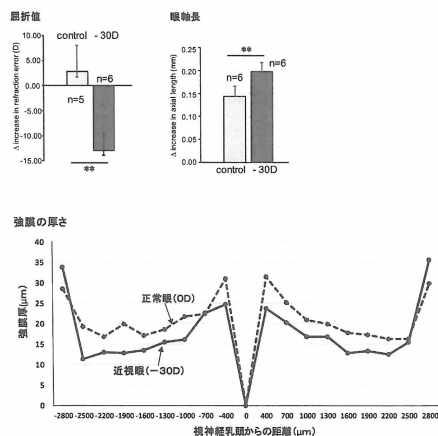 屈折値
control -30D
n=6
n=5
Δ increase in refraction error (D)
10.00
5.00
0.00
-5.00
-10.00
-15.00
**
眼軸長
**
n=6
n=6
Δ increase in axial length (mm)
0.25
0.20
0.15
0.10
0.05
0.00
control -30D
強膜の厚さ
強膜厚(μm)
40
35
30
25
20
15
10
5
0
正常眼(0D)
近視眼(-30D)
-2800 -2500 -2200 -1900 -1600 -1300 -1000 -700 -400 0 400 700 1000 1300 1600 1900 2200 2500 2800
視神経乳頭からの距離(μm)